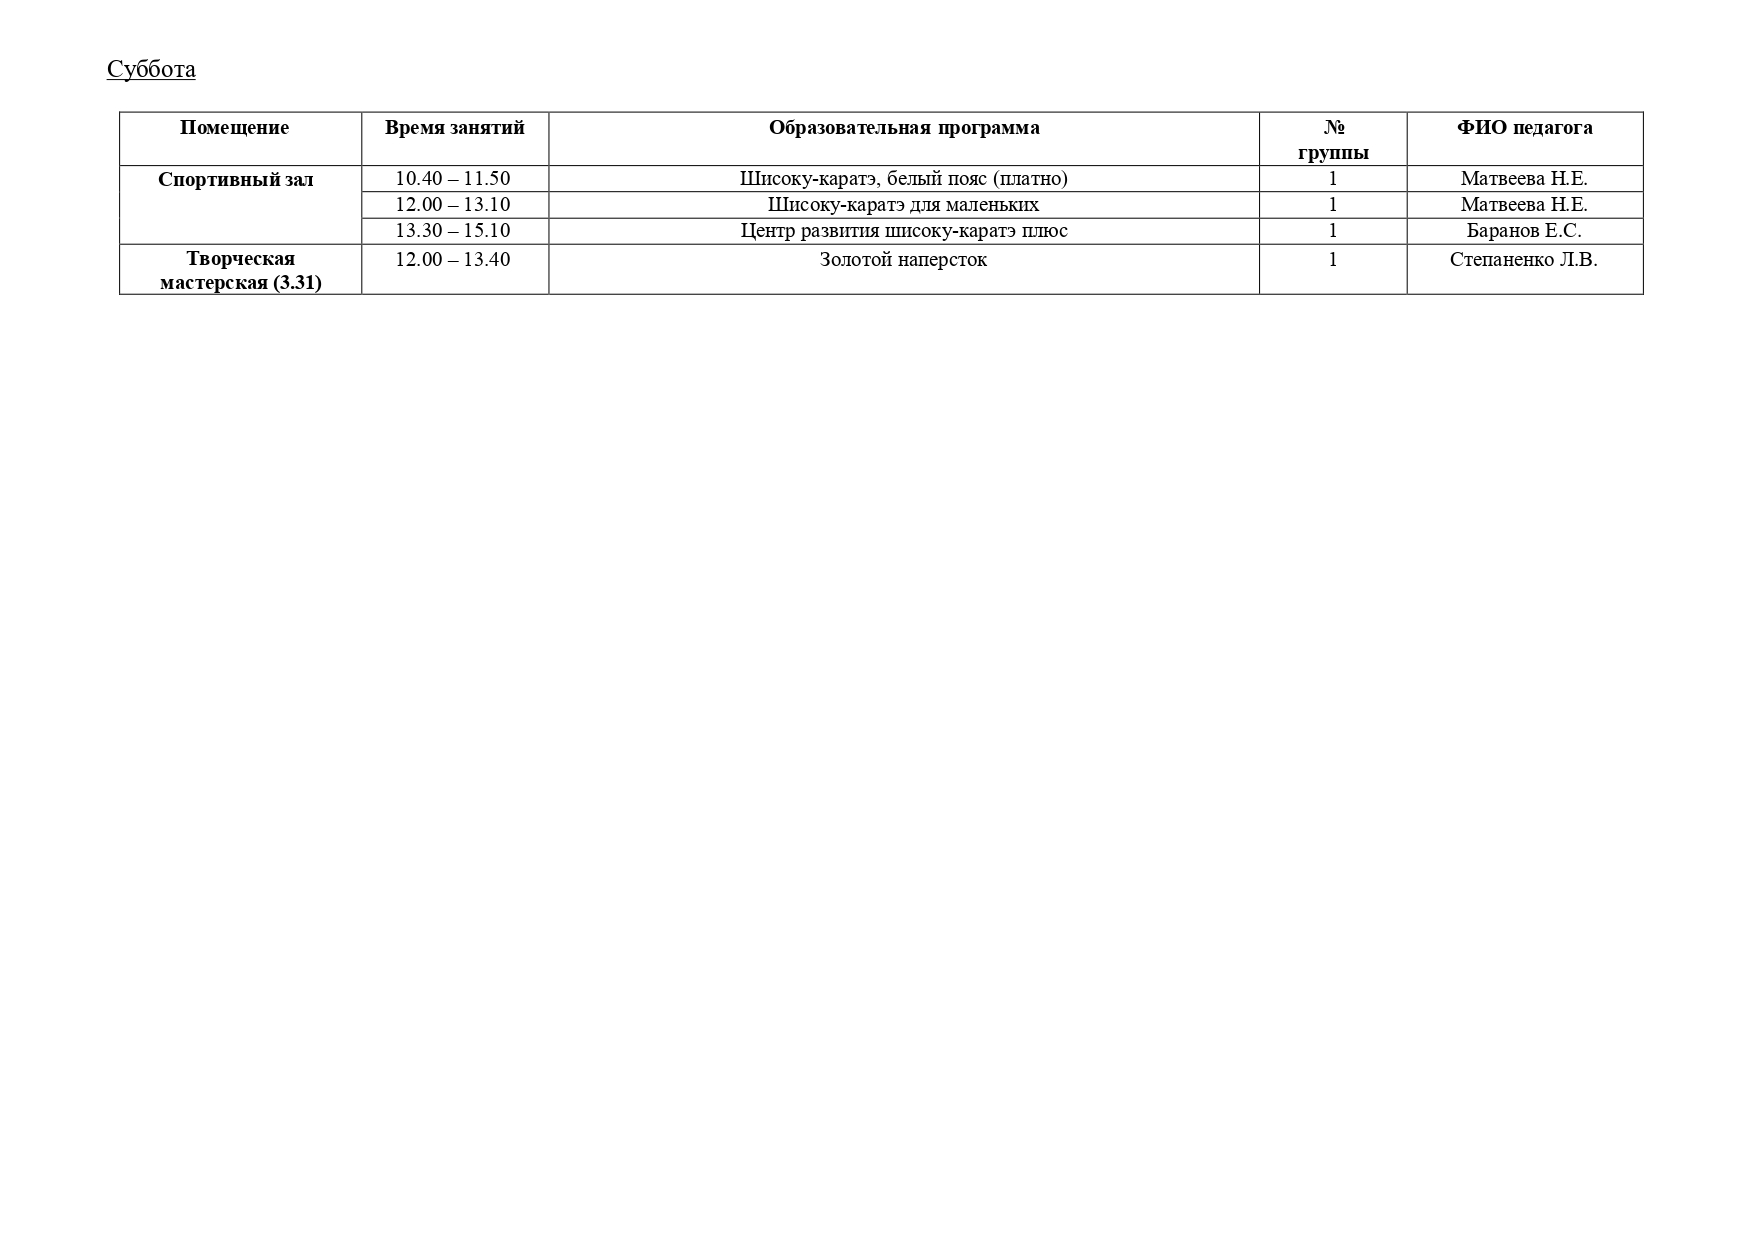 Суббота
Помещение Время занятий Образовательная программа № группы ФИО педагога
Спортивный зал 10.40 – 11.50 Шисоку-каратэ, белый пояс (платно) 1 Матвеева Н.Е.
12.00 – 13.10 Шисоку-каратэ для маленьких 1 Матвеева Н.Е.
13.30 – 15.10 Центр развития шисоку-каратэ плюс 1 Баранов Е.С.
Творческая мастерская (3.31) 12.00 – 13.40 Золотой наперсток 1 Степаненко Л.В.